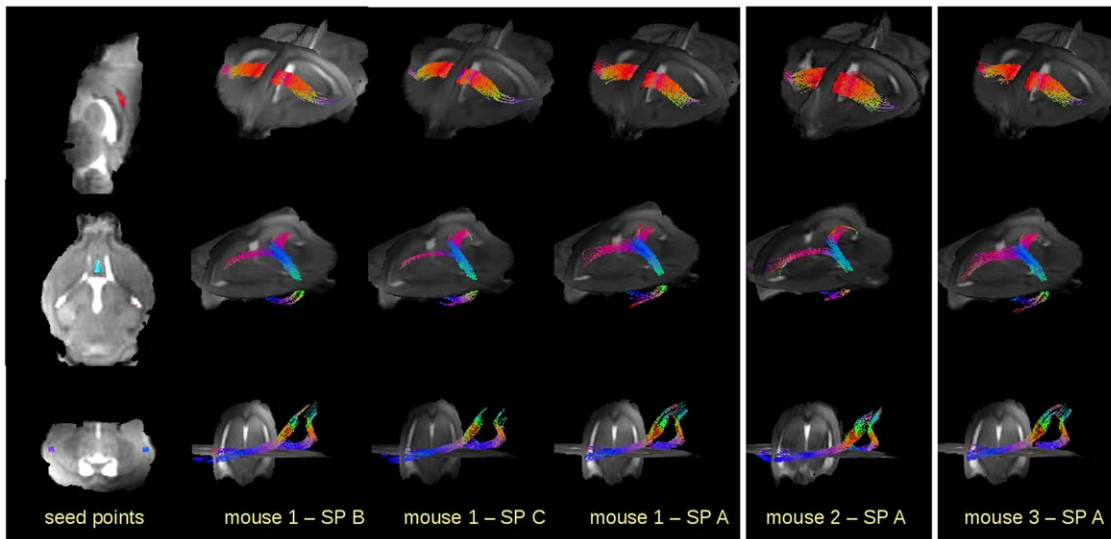 seed points
mouse 1 – SP B
mouse 1 – SP C
mouse 1 – SP A
mouse 2 – SP A
mouse 3 – SP A